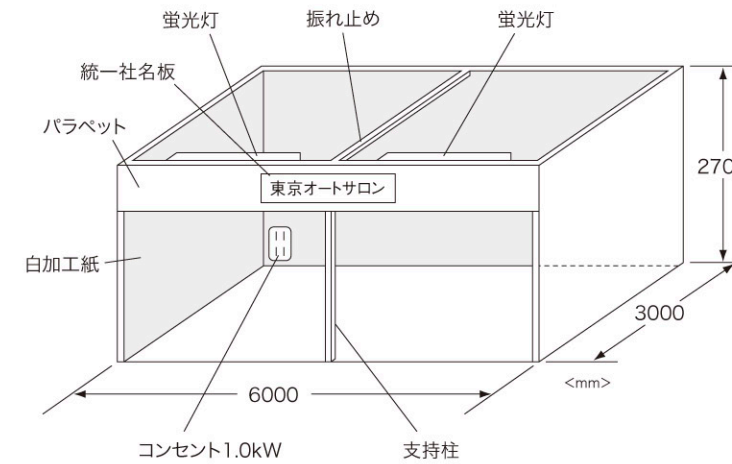 蛍光灯
振れ止め
蛍光灯
統一社名板
パラペット
270
東京オートサロン
白加工紙
3000
6000
<mm>
コンセント1.0kW
支持柱